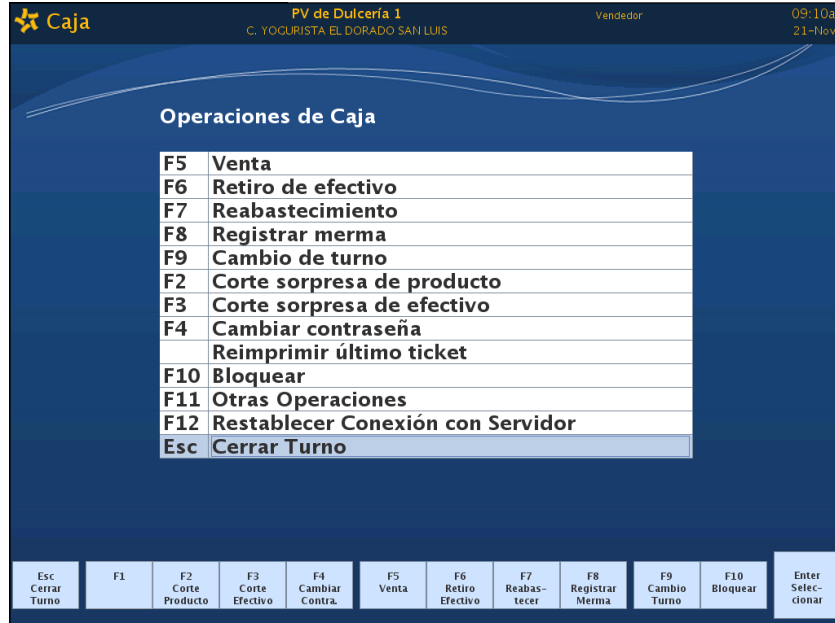 Caja
PV de Dulcería 1
C. YOGURISTA EL DORADO SAN LUIS
Vendedor
09:10a
21-Nov
Operaciones de Caja
F5 Venta
F6 Retiro de efectivo
F7 Reabastecimiento
F8 Registrar merma
F9 Cambio de turno
F2 Corte sorpresa de producto
F3 Corte sorpresa de efectivo
F4 Cambiar contraseña
Reimprimir último ticket
F10 Bloquear
F11 Otras Operaciones
F12 Restablecer Conexión con Servidor
Esc Cerrar Turno
Esc
Cerrar
Turno
F1
F2
Corte
Producto
F3
Corte
Efectivo
F4
Cambiar
Contra.
F5
Venta
F6
Retiro
Efectivo
F7
Reabas-
tecer
F8
Registrar
Merma
F9
Cambio
Turno
F10
Bloquear
Enter
Selec-
cionar